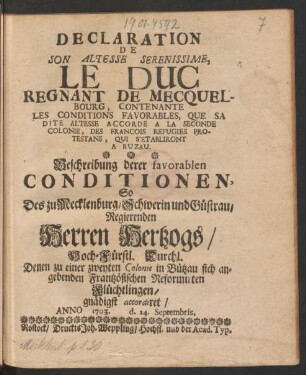 1901.4592
7
DECLARATION
DE
SON ALTESSE SERENISSIME,
LE DUC
REGNANT DE MECQUEL-
BOURG, CONTENANTE
LES CONDITIONS FAVORABLES, QUE SA
DITE ALTESSE ACCORDE A LA SECONDE
COLONIE, DES FRANCOIS REFUGIES PRO-
TESTANS, QUI S'ETABLIRONT
A BUZAU.
Beschreibung derer favorablen
CONDITIONEN,
So
Des zu Mecklenburg/Schwerin und Güstrau/
Regierenden
Herren Hertzogs/
Hoch-Fürstl. Durchl.
Denen zu einer zweyten Colonie in Bützau sich an-
gebenden Frantzösischen Reformirten
Flüchtlingen/
gnädigst accordiret/
ANNO 1703. d. 24. Septembris.
Rostock/ Druckts Joh. Weppling/ Hochfl. und der Acad. Typ.